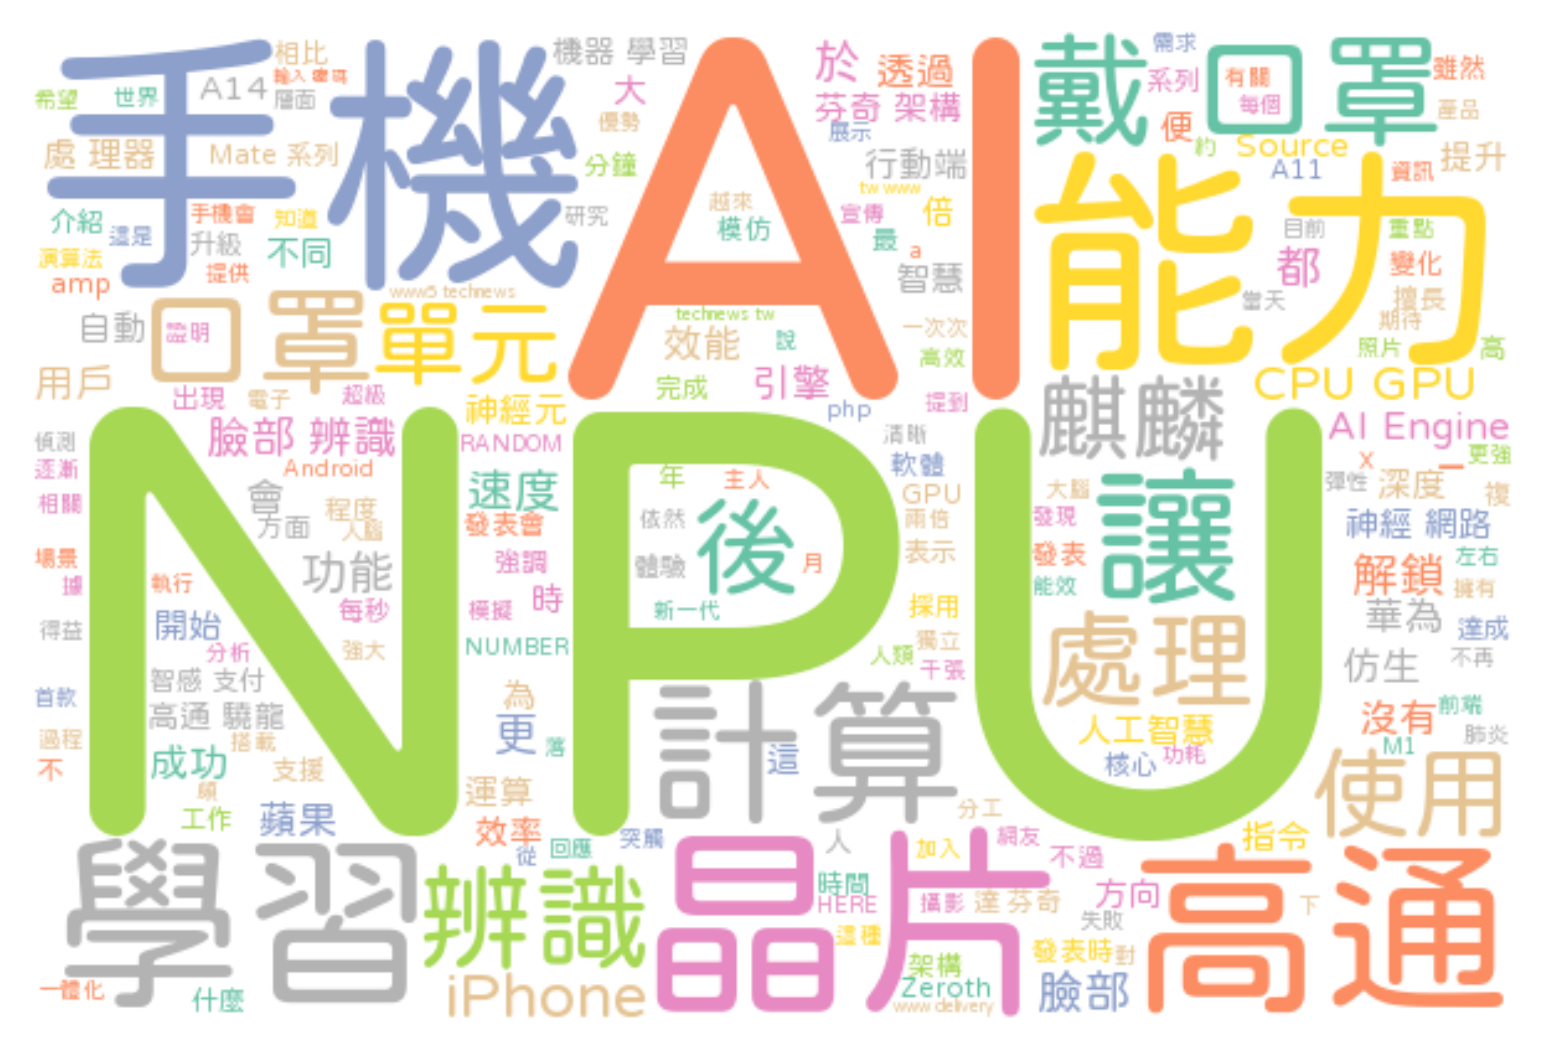 手機
AI
戴口罩
能力
NPU
口罩
單元
麒麟
讓
後
處理
計算
使用
學習
辨識
晶片
高通
iPhone
相比
A14
層面
希望
世界
處 理器
Mate 系列
機器 學習
大
優勢
分鐘
研究
介紹
這是
手機會
知道
升級
不同
演算法
提供
amp
www5 technews
自動
用戶
出現
電子
超級
神經元
於
透過
芬奇 架構
展示
行動端
tw www
宣傳
倍
最
a
智慧
越來
模仿
technews tw
效能
說
完成
引擎
一次次
高效
php
提到
需求
系列
有關
每個
雖然
產品
便
約
Source
A11
資訊
提升
目前
重點
都
變化
當天
擅長
期待
照片
高
CPU GPU
AI Engine
偵測
逐漸
相關
臉部 辨識
Android
RANDOM
會
程度
方面
人腦
速度
發表會
功能
強調
場景
據
執行
每秒
模擬
時
開始
得益
分析
強大
NUMBER
智感 支付
首款
高通 驍龍
過程
搭載
不
成功
支援
為
更
落
運算
工作
蘋果
效率
從
回應
突觸
年
主人
依然
體驗
月
新一代
清晰
軟體
GPU
兩倍
表示
採用
獨立
人類
千張
大腦
發現
發表
能效
x
更強
彈性
深度
複
神經 網路
左右
解鎖
擁有
華為
達成
仿生
不再
沒有
前端
M1
肺炎
人工智慧
核心
功耗
這
分工
指令
人
加入
網友
不過
時間
HERE
攝影
達 芬奇
方向
失敗
下
這種
發表時
對
架構
Zeroth
www delivery
臉部
一體化
什麼